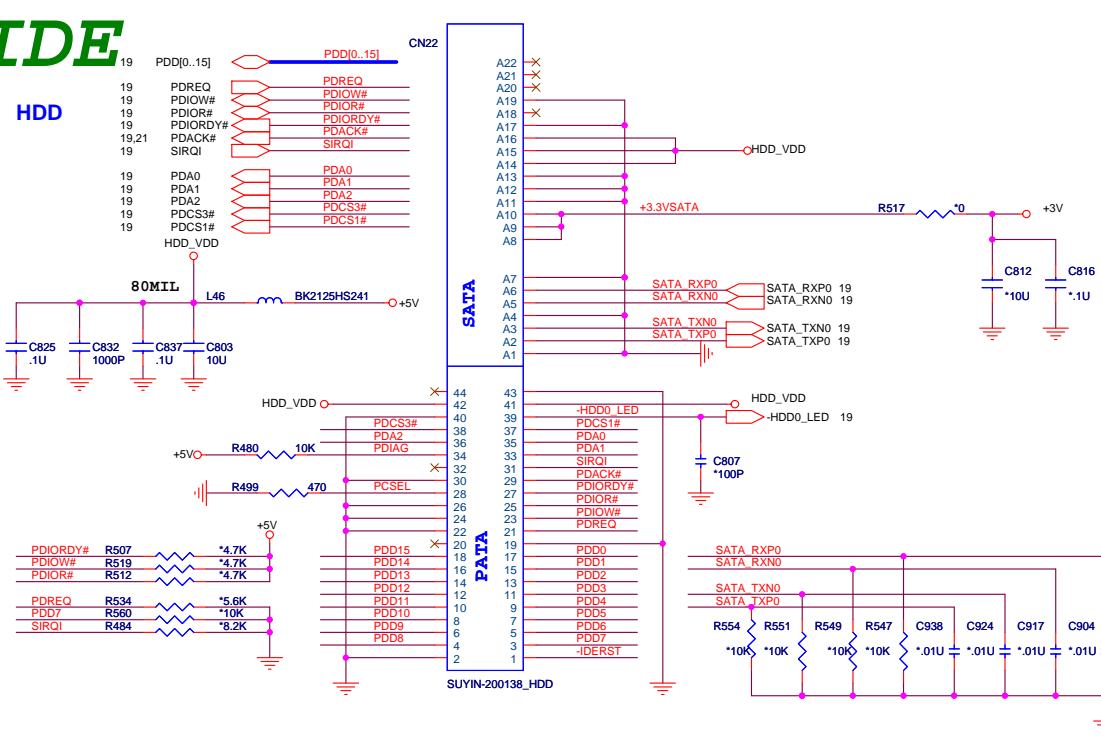 IDE
HDD
CN22
19 PDD[0..15] PDD[0..15]
19 PDREQ PDREQ
19 PDIOW# PDIOW#
19 PDIOR# PDIOR#
19 PDIORDY# PDIORDY#
19,21 PDACK# PDACK#
19 SIRQI SIRQI
19 PDA0 PDA0
19 PDA1 PDA1
19 PDA2 PDA2
19 PDCS3# PDCS3#
19 PDCS1# PDCS1#
HDD_VDD
80MIL
L46 BK2125HS241 +5V
C825 .1U
C832 1000P
C837 .1U
C803 10U
SATA
A22
A21
A20
A19
A18
A17
A16
A15 HDD_VDD
A14
A13
A12
A11
A10 +3.3VSATA R517 *0 +3V
A9
A8
C812 *10U
C816 *.1U
A7
A6 SATA_RXP0 SATA_RXP0 19
A5 SATA_RXN0 SATA_RXN0 19
A4
A3 SATA_TXN0 SATA_TXN0 19
A2 SATA_TXP0 SATA_TXP0 19
A1
PATA
44 43
HDD_VDD 42 41 HDD_VDD
40 39 -HDD0_LED -HDD0_LED 19
PDCS3# 38 37 PDCS1#
PDA2 36 35 PDA0
+5V R480 10K PDIAG 34 33 PDA1
32 31 SIRQI
30 29 PDACK#
R499 470 PCSEL 28 27 PDIORDY#
26 25 PDIOR#
24 23 PDIOW#
22 21 PDREQ
20 19
PDD15 18 17 PDD0
PDD14 16 15 PDD1
PDD13 14 13 PDD2
PDD12 12 11 PDD3
PDD11 10 9 PDD4
PDD10 8 7 PDD5
PDD9 6 5 PDD6
PDD8 4 3 PDD7
2 1 -IDERST
SUYIN-200138_HDD
C807 *100P
+5V
PDIORDY# R507 *4.7K
PDIOW# R519 *4.7K
PDIOR# R512 *4.7K
PDREQ R534 *5.6K
PDD7 R560 *10K
SIRQI R484 *8.2K
SATA_RXP0
SATA_RXN0
SATA_TXN0
SATA_TXP0
R554 R551 R549 R547 C938 C924 C917 C904
*10K *10K *10K *10K *.01U *.01U *.01U *.01U